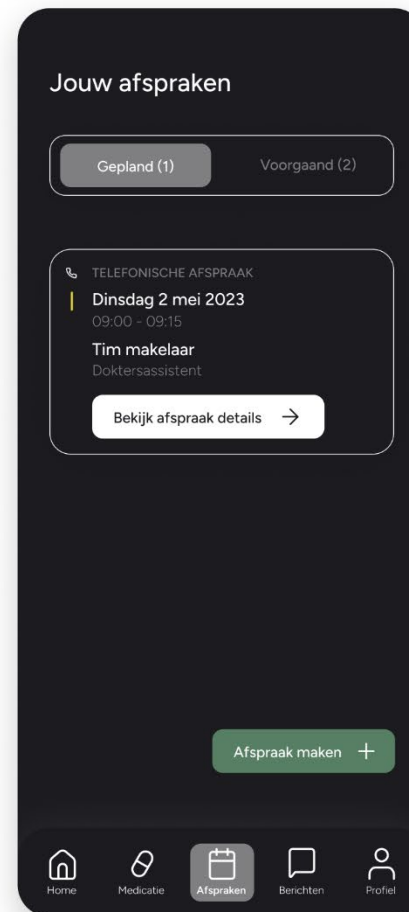 Jouw afspraken
Gepland (1)
Voorgaand (2)
TELEFONISCHE AFSPRAAK
Dinsdag 2 mei 2023
09:00 - 09:15
Tim makelaar
Doktersassistent
Bekijk afspraak details
Afspraak maken
Home
Medicatie
Afspraken
Berichten
Profiel